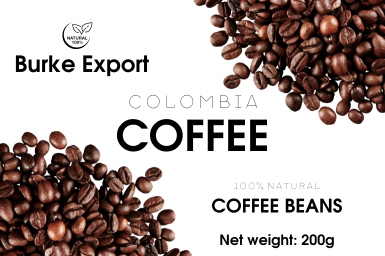 NATURAL
100%
Burke Export
COLOMBIA
COFFEE
100% NATURAL
COFFEE BEANS
Net weight: 200g